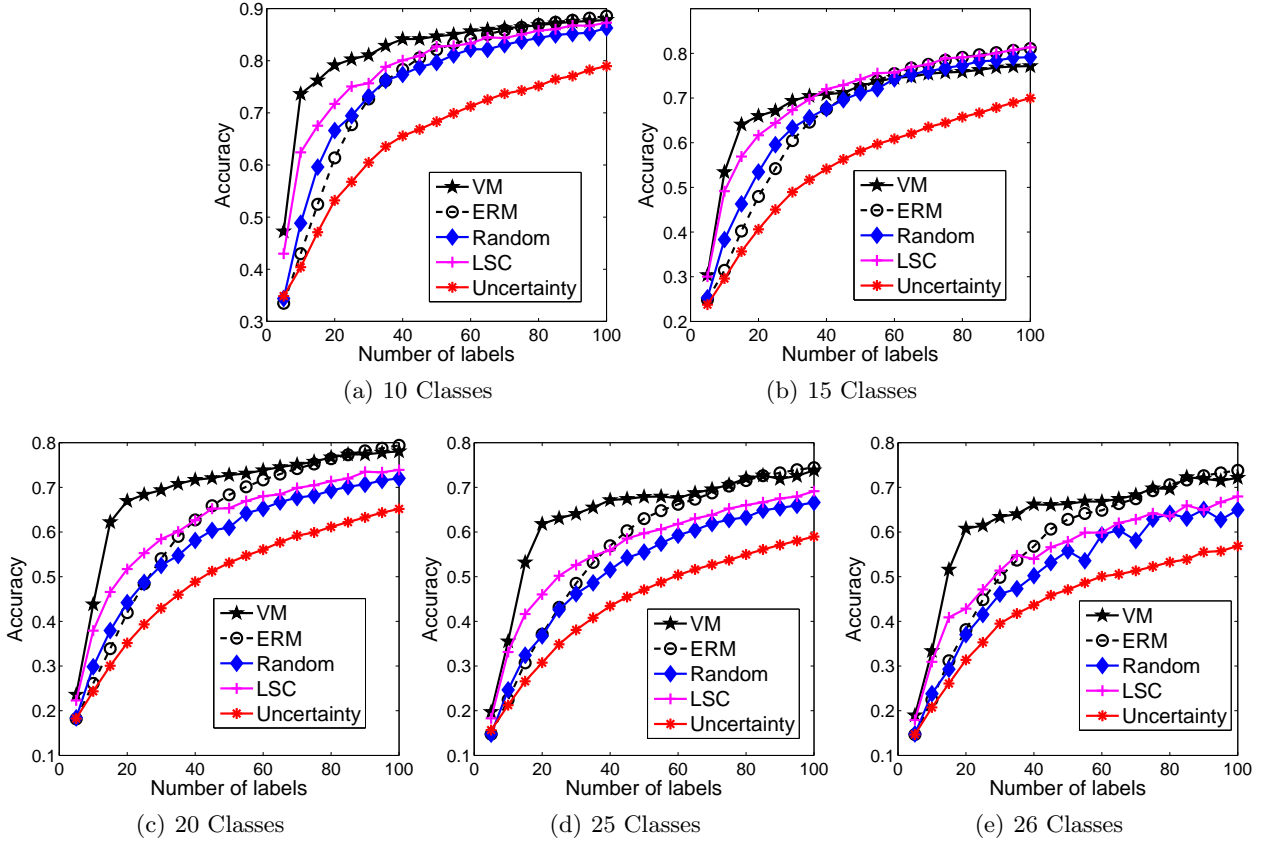 0.9
0.8
0.7
0.6
0.5
0.4
0.3
0 20 40 60 80 100
Accuracy
Number of labels
VM
ERM
Random
LSC
Uncertainty
(a) 10 Classes
0.9
0.8
0.7
0.6
0.5
0.4
0.3
0.2
0 20 40 60 80 100
Accuracy
Number of labels
VM
ERM
Random
LSC
Uncertainty
(b) 15 Classes
0.8
0.7
0.6
0.5
0.4
0.3
0.2
0.1
0 20 40 60 80 100
Accuracy
Number of labels
VM
ERM
Random
LSC
Uncertainty
(c) 20 Classes
0.8
0.7
0.6
0.5
0.4
0.3
0.2
0.1
0 20 40 60 80 100
Accuracy
Number of labels
VM
ERM
Random
LSC
Uncertainty
(d) 25 Classes
0.8
0.7
0.6
0.5
0.4
0.3
0.2
0.1
0 20 40 60 80 100
Accuracy
Number of labels
VM
ERM
Random
LSC
Uncertainty
(e) 26 Classes